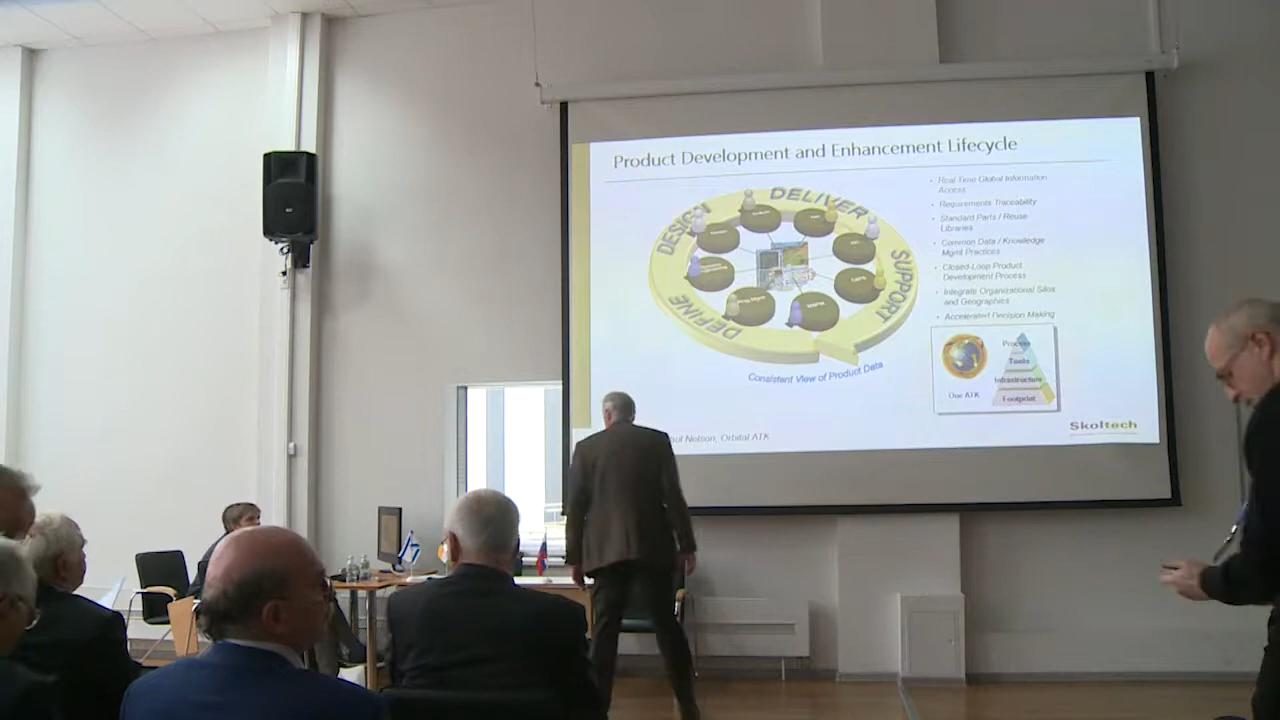 Product Development and Enhancement Lifecycle
DELIVER
DESIGN
SUPPORT
DEFINE
Consistent View of Product Data
• Real-Time Global Information
Access
• Requirements Traceability
• Standard Parts / Reuse
Libraries
• Common Data / Knowledge
Mgmt Practices
• Closed-Loop Product
Development Process
• Integrate Organizational Silos
and Geographies
• Accelerated Decision Making
Process
Tools
Infrastructure
One ATK
Footprint
Nelson, Orbital ATK
Skoltech